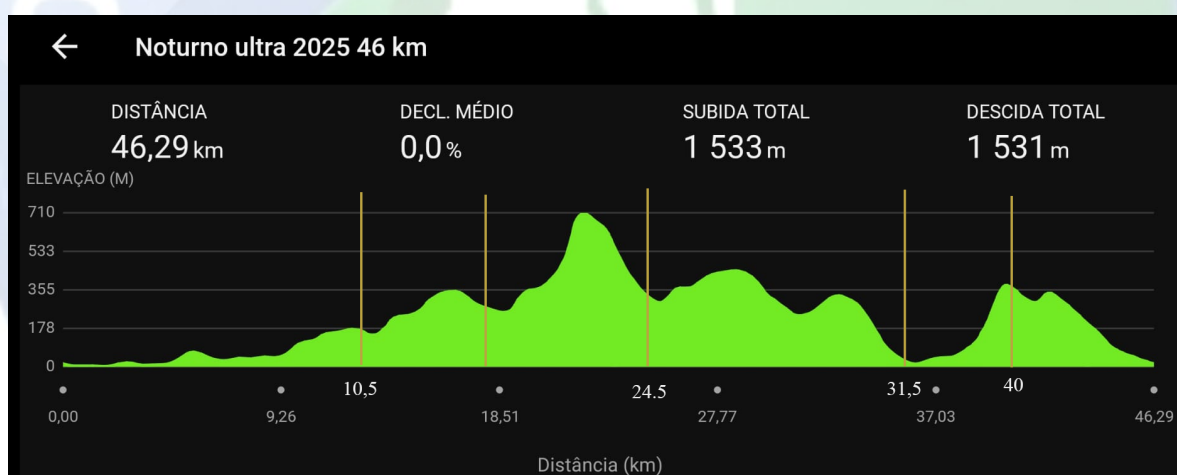 Noturno ultra 2025 46 km
DISTÂNCIA DECL. MÉDIO SUBIDA TOTAL DESCIDA TOTAL
46,29 km 0,0 % 1 533 m 1 531 m
ELEVAÇÃO (M)
710
533
355
178
0
10,5 24.5 31,5 40
0,00 9,26 18,51 27,77 37,03 46,29
Distância (km)